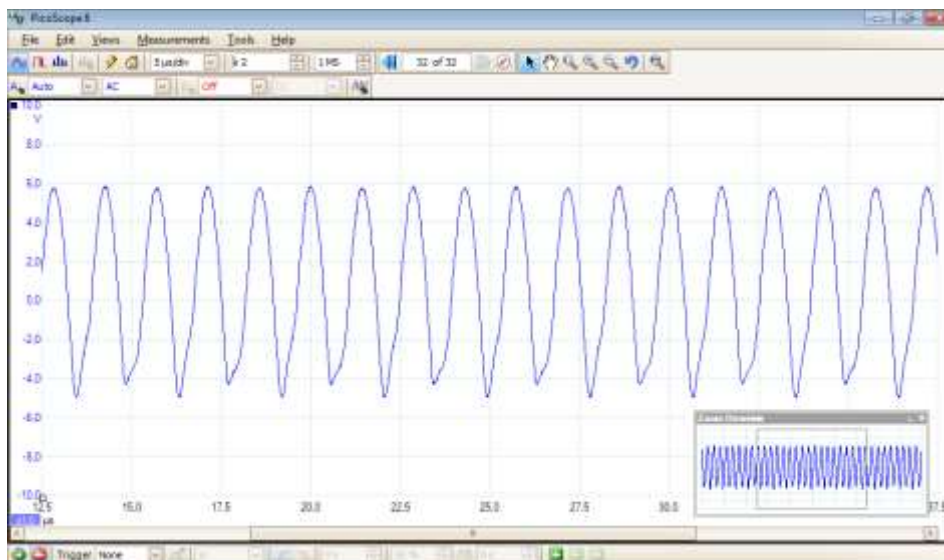 PicoScope 6
File Edit Views Measurements Tools Help
x 2 1 MS 32 of 32
Auto AC Off
10.0
V
8.0
6.0
4.0
2.0
0.0
-2.0
-4.0
-6.0
-8.0
-10.0
12.5 15.0 17.5 20.0 22.5 25.0 27.5 30.0 37.5
µs
Trigger None